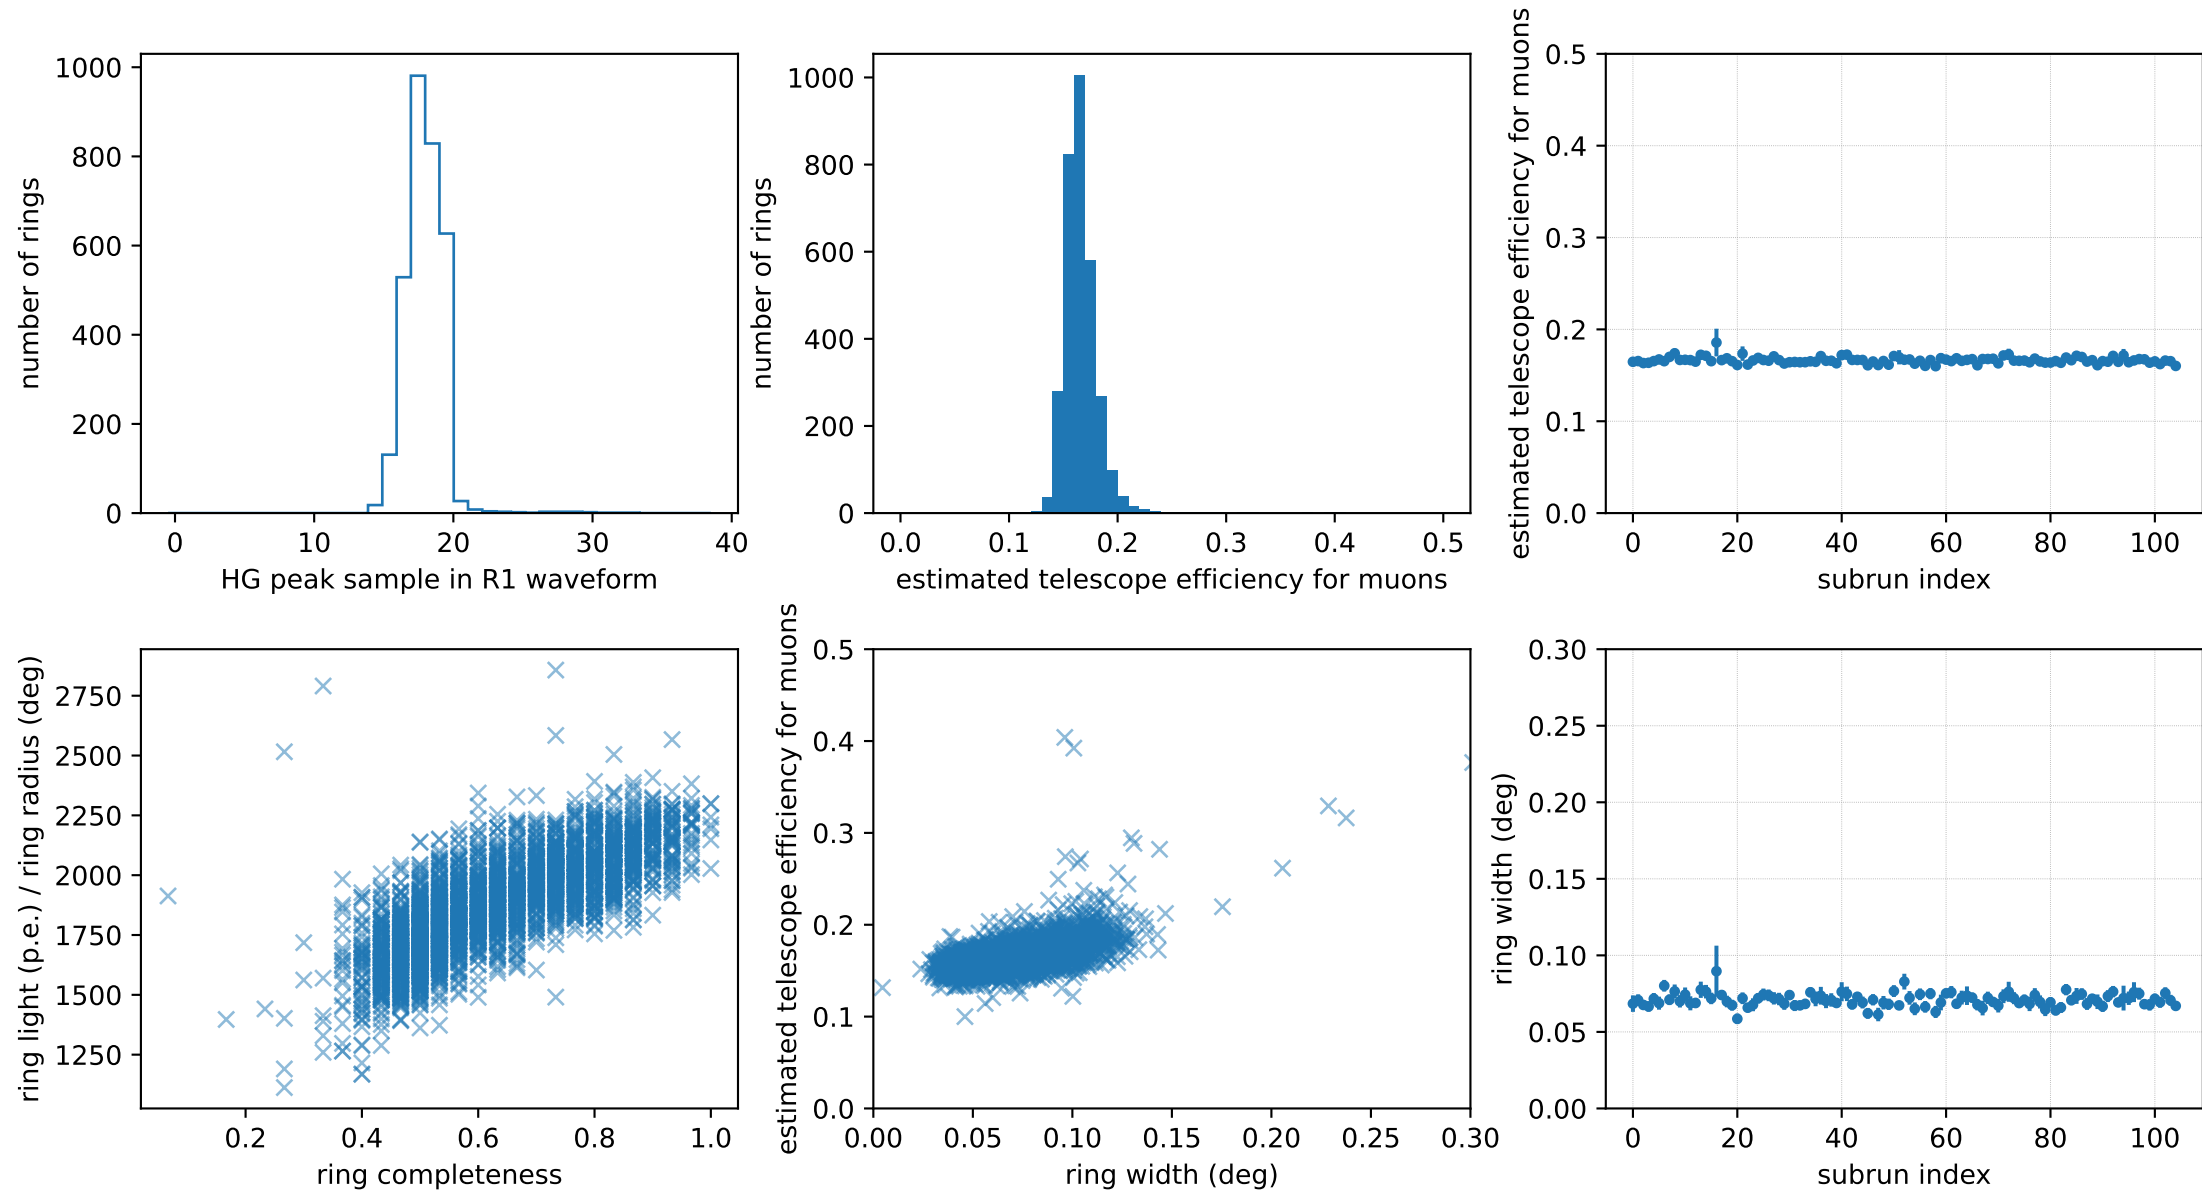 number of rings
1000
800
600
400
200
0
0 10 20 30 40
HG peak sample in R1 waveform
number of rings
1000
800
600
400
200
0
0.0 0.1 0.2 0.3 0.4 0.5
estimated telescope efficiency for muons
estimated telescope efficiency for muons
0.5
0.4
0.3
0.2
0.1
0.0
0 20 40 60 80 100
subrun index
ring light (p.e.) / ring radius (deg)
2750
2500
2250
2000
1750
1500
1250
0.2 0.4 0.6 0.8 1.0
ring completeness
estimated telescope efficiency for muons
0.5
0.4
0.3
0.2
0.1
0.0
0.00 0.05 0.10 0.15 0.20 0.25 0.30
ring width (deg)
ring width (deg)
0.30
0.25
0.20
0.15
0.10
0.05
0.00
0 20 40 60 80 100
subrun index